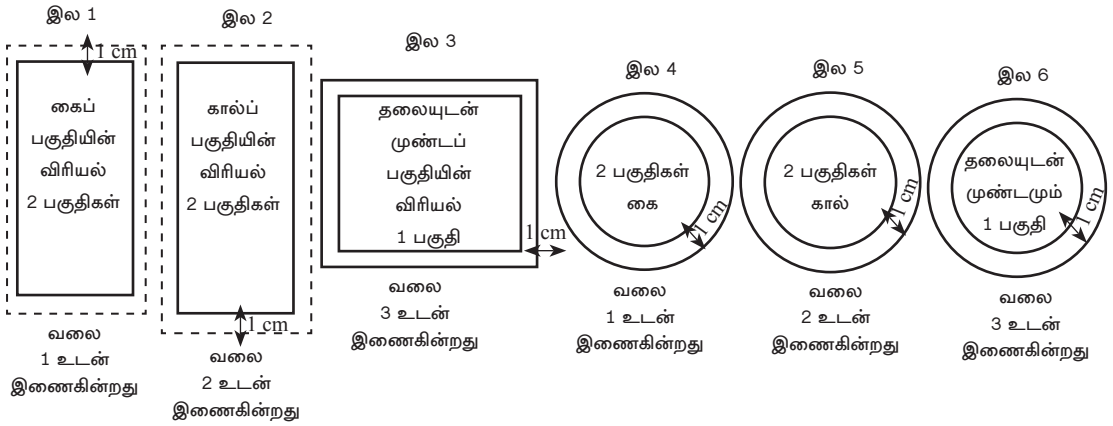 இல 1
1 cm
கைப்
பகுதியின்
விரியல்
2 பகுதிகள்
வலை
1 உடன்
இணைகின்றது
இல 2
கால்ப்
பகுதியின்
விரியல்
2 பகுதிகள்
1 cm
வலை
2 உடன்
இணைகின்றது
இல 3
தலையுடன்
முண்டப்
பகுதியின்
விரியல்
1 பகுதி
1 cm
வலை
3 உடன்
இணைகின்றது
இல 4
2 பகுதிகள்
கை
1 cm
வலை
1 உடன்
இணைகின்றது
இல 5
2 பகுதிகள்
கால்
1 cm
வலை
2 உடன்
இணைகின்றது
இல 6
தலையுடன்
முண்டமும்
1 பகுதி
1 cm
வலை
3 உடன்
இணைகின்றது